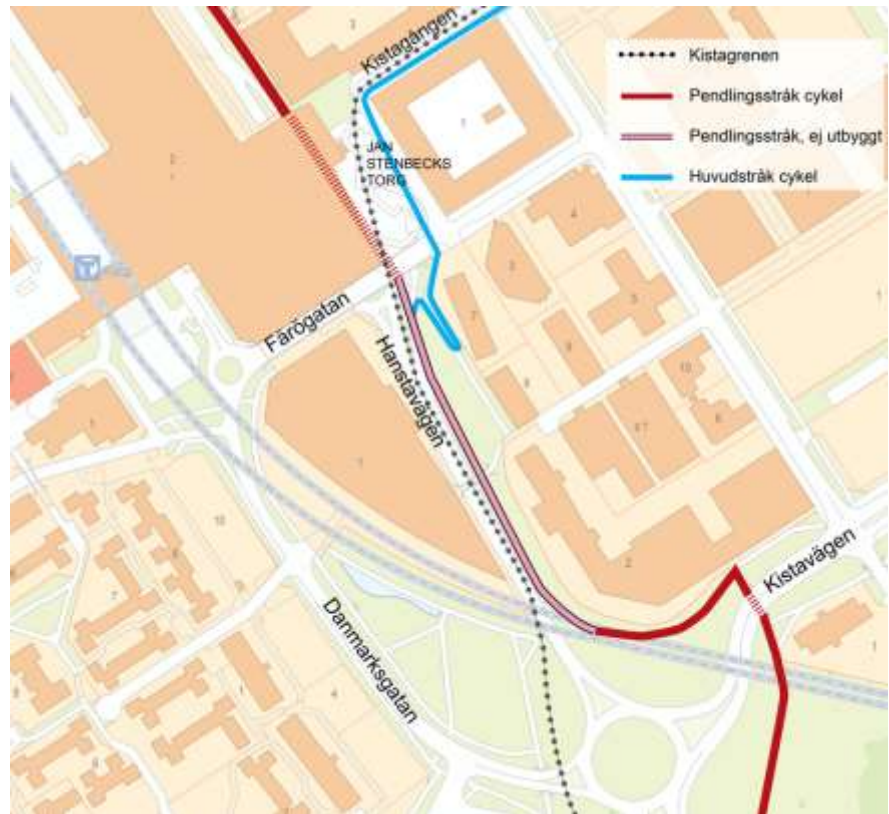 Kistagången
Kistagrenen
Pendlingsstråk cykel
Pendlingsstråk, ej utbyggt
Huvudstråk cykel
JAN
STENBECKS
TORG
T
Färögatan
Hanstavägen
Kistavägen
Danmarksgatan